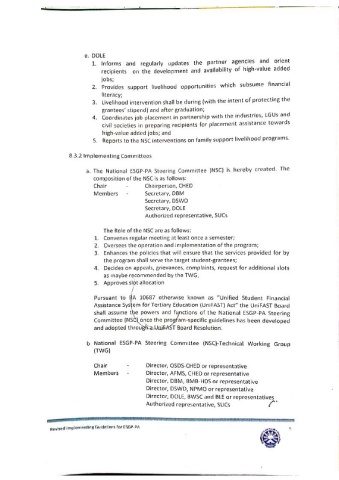 e. DOLE
1. Informs and regularly updates the partner agencies and orient
recipients on the development and availability of high-value added
jobs;
2. Provides support livelihood opportunities which subsume financial
literacy;
3. Livelihood intervention shall be during (with the intent of protecting the
grantees' stipend) and after graduation;
4. Coordinates job placement in partnership with the industries, LGUs and
civil societies in preparing recipients for placement assistance towards
high-value added jobs; and
5. Reports to the NSC interventions on family support livelihood programs.
8.3.2 Implementing Committees
a. The National ESGP-PA Steering Committee (NSC) is hereby created. The
composition of the NSC is as follows:
Chair - Chairperson, CHED
Members - Secretary, DBM
Secretary, DSWD
Secretary, DOLE
Authorized representative, SUCs
The Role of the NSC are as follows:
1. Convenes regular meeting at least once a semester;
2. Oversees the operation and implementation of the program;
3. Enhances the policies that will ensure that the services provided for by
the program shall serve the target student-grantees;
4. Decides on appeals, grievances, complaints, request for additional slots
as maybe recommended by the TWG.
5. Approves slot allocation
Pursuant to RA 10687 otherwise known as "Unified Student Financial
Assistance System for Tertiary Education (UniFAST) Act" the UniFAST Board
shall assume the powers and functions of the National ESGP-PA Steering
Committee (NSC) once the program-specific guidelines has been developed
and adopted through a UniFAST Board Resolution.
b National ESGP-PA Steering Committee (NSC)-Technical Working Group
(TWG)
Chair - Director, OSDS CHED or representative
Members - Director, AFMS, CHED or representative
Director, DBM, BMB-HDS or representative
Director, DSWD, NPMO or representative
Director, DOLE, BWSC and BLE or representatives
Authorized representative, SUCs
Revised Implementing Guidelines for ESGP-PA